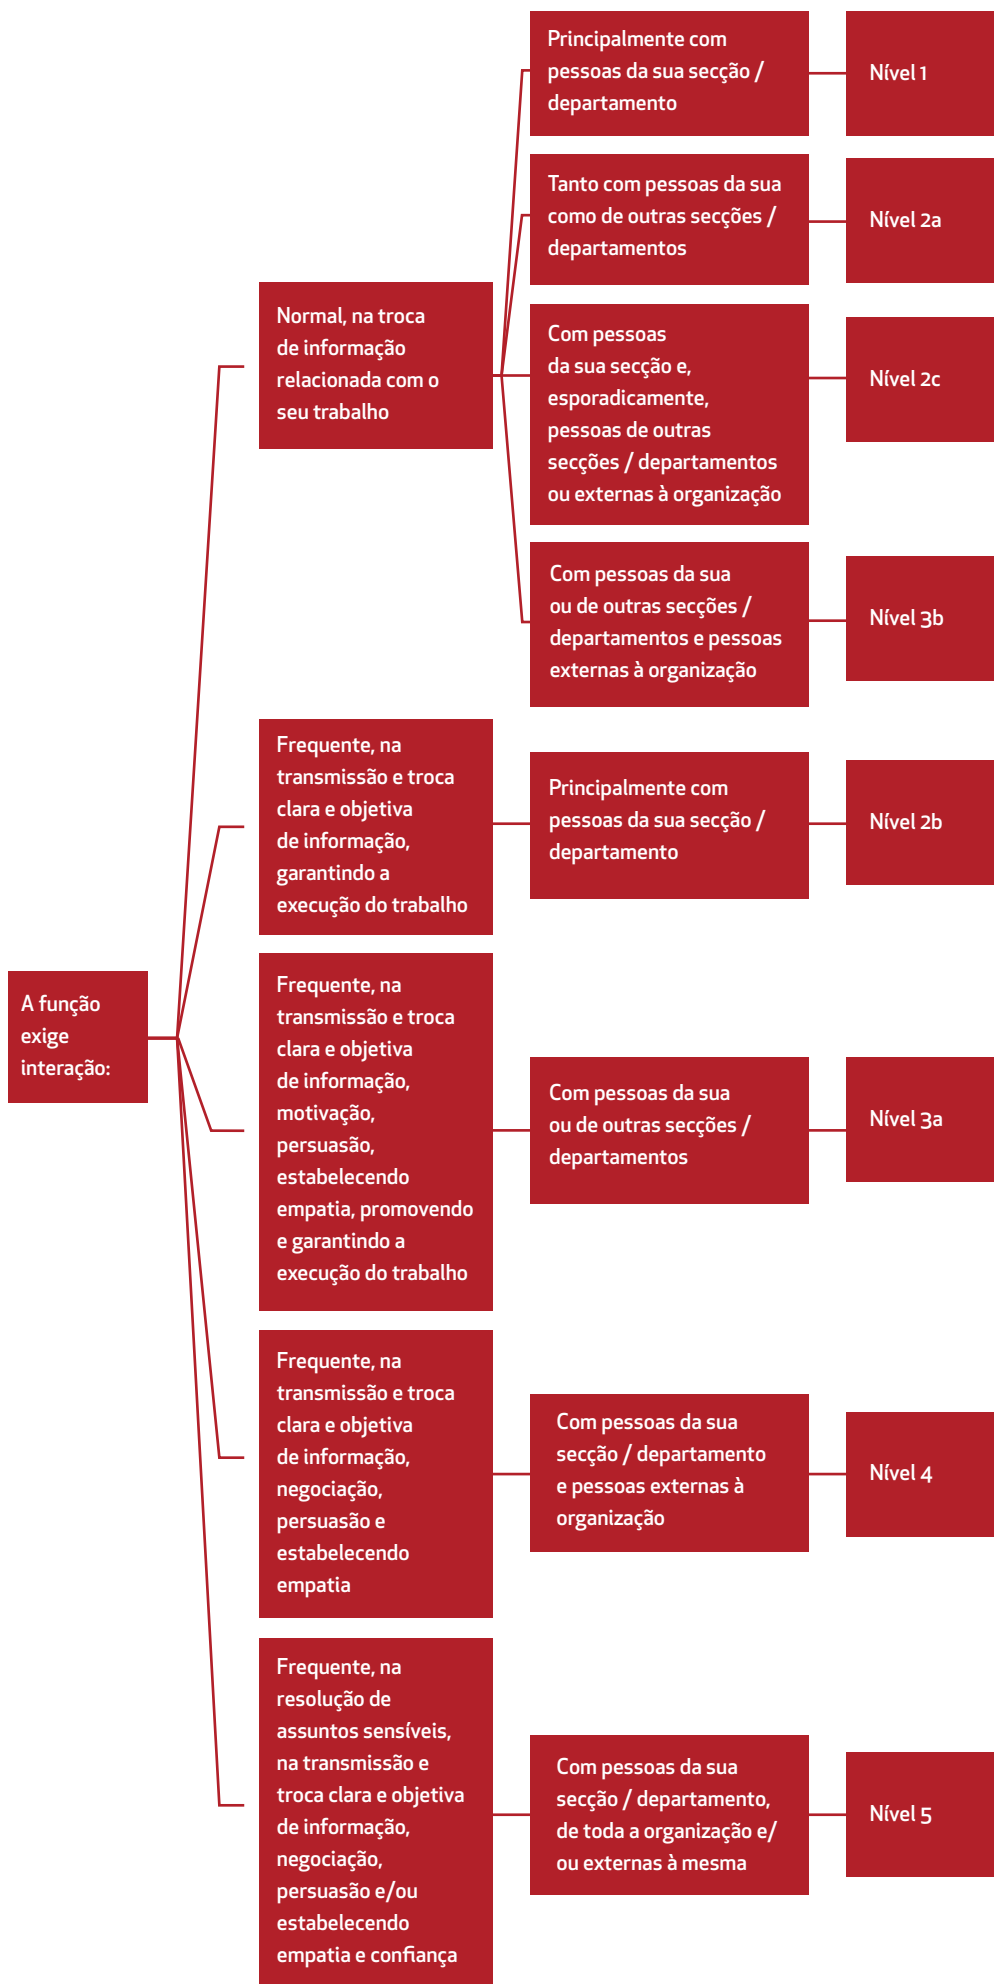 A função
exige
interação:
Normal, na troca
de informação
relacionada com o
seu trabalho
Principalmente com
pessoas da sua secção /
departamento
Nível 1
Tanto com pessoas da sua
como de outras secções /
departamentos
Nível 2a
Com pessoas
da sua secção e,
esporadicamente,
pessoas de outras
secções / departamentos
ou externas à organização
Nível 2c
Com pessoas da sua
ou de outras secções /
departamentos e pessoas
externas à organização
Nível 3b
Frequente, na
transmissão e troca
clara e objetiva
de informação,
garantindo a
execução do trabalho
Principalmente com
pessoas da sua secção /
departamento
Nível 2b
Frequente, na
transmissão e troca
clara e objetiva
de informação,
motivação,
persuasão,
estabelecendo
empatia, promovendo
e garantindo a
execução do trabalho
Com pessoas da sua
ou de outras secções /
departamentos
Nível 3a
Frequente, na
transmissão e troca
clara e objetiva
de informação,
negociação,
persuasão e
estabelecendo
empatia
Com pessoas da sua
secção / departamento
e pessoas externas à
organização
Nível 4
Frequente, na
resolução de
assuntos sensíveis,
na transmissão e
troca clara e objetiva
de informação,
negociação,
persuasão e/ou
estabelecendo
empatia e confiança
Com pessoas da sua
secção / departamento,
de toda a organização e/
ou externas à mesma
Nível 5